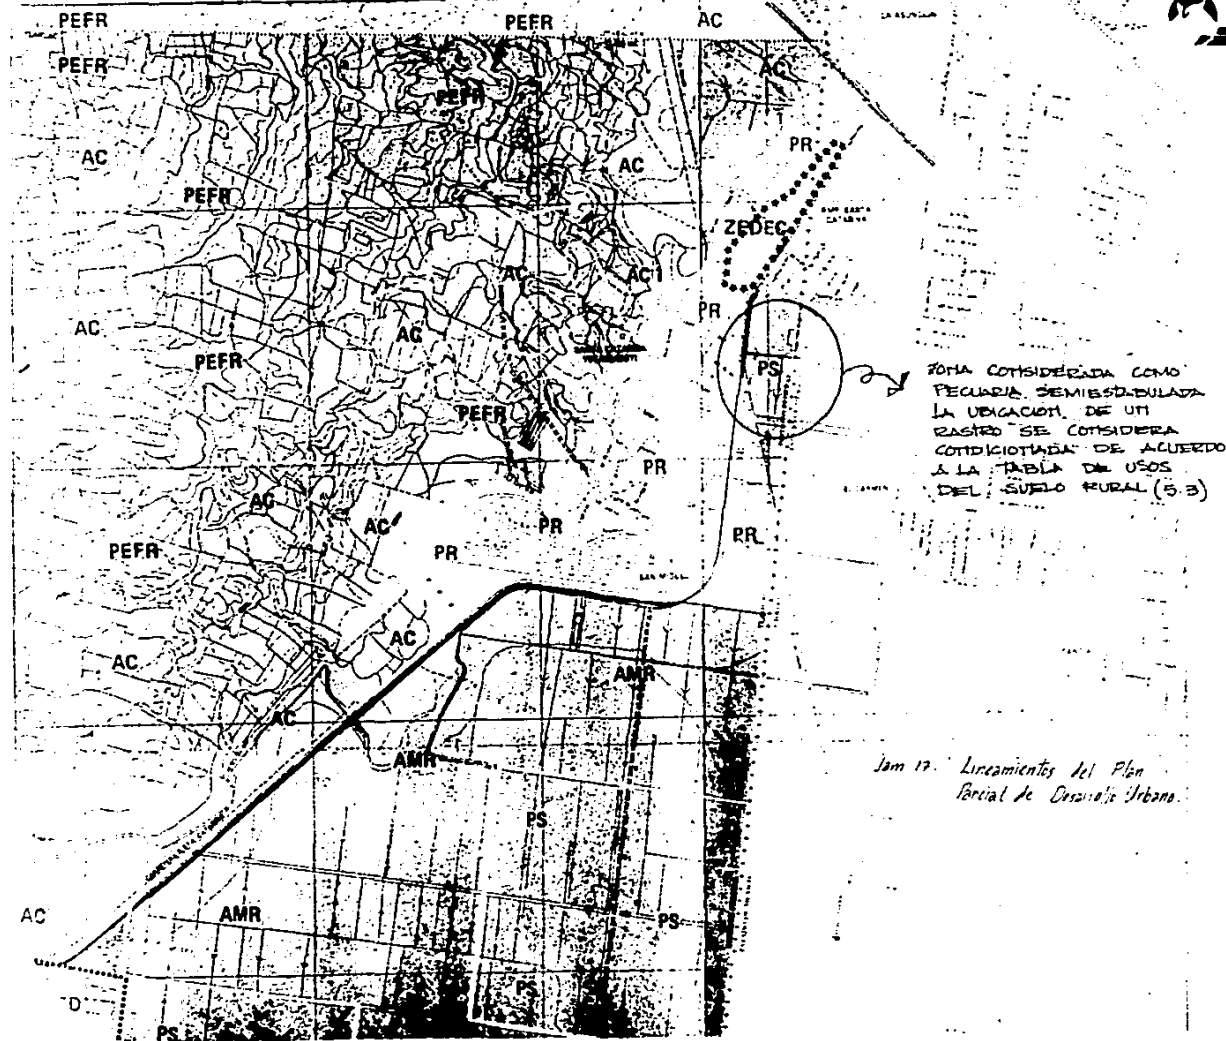 PEFR
PEFR
AC
PEFR
AC
PEFR
AC
PR
AC
PEFR
ZEDEC
AC
AC
PR
AC
AC
PEFR
PS
ZONA CONSIDERADA COMO
PECUARIA SEMIESTABULADA
LA UBICACION DE UN
RASTRO SE CONSIDERA
CONDICIONADA DE ACUERDO
A LA TABLA DE USOS
DEL SUELO RURAL (5.3)
PEFR
PR
AC
AC
PR
PR
PEFR
PR
AC
AC
AMR
AC
AMR
Lineamientos del Plan
Parcial de Desarrollo Urbano.
PS
AC
AMR
PS
PS
D
PS